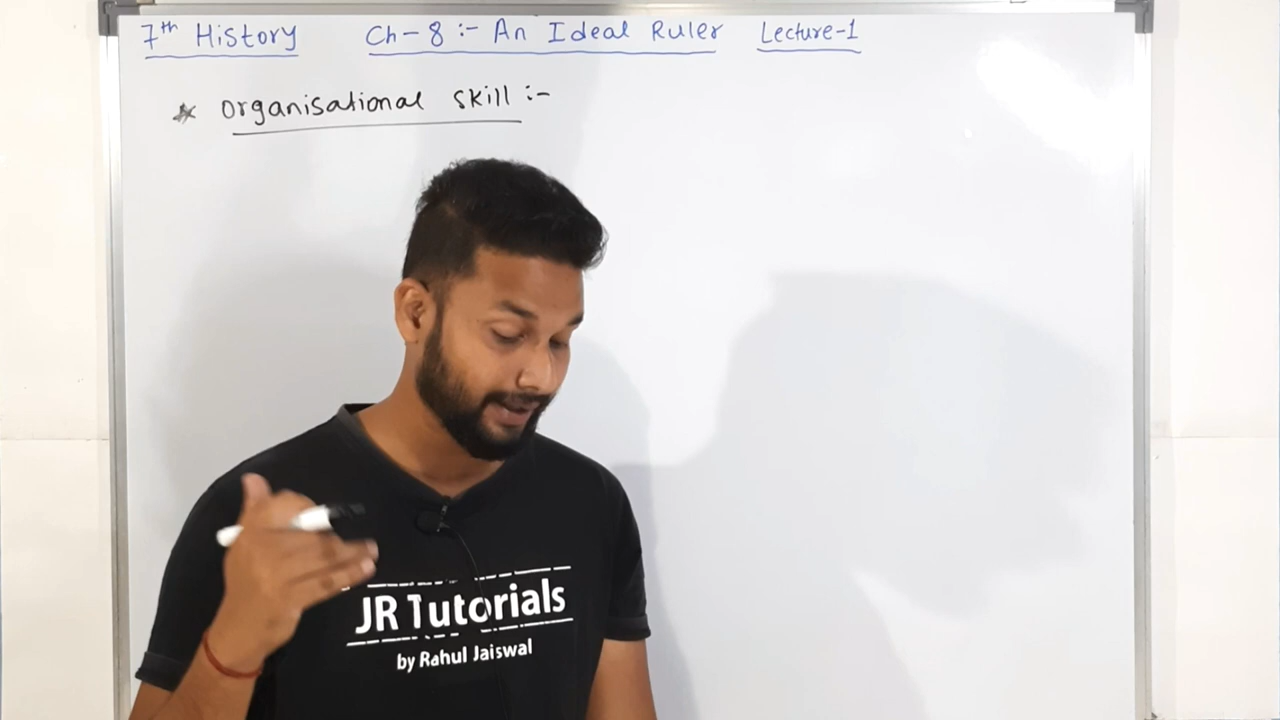 7th History Ch-8 :- An Ideal Ruler Lecture-1
* organisational skill :-
JR Tutorials
by Rahul Jaiswal